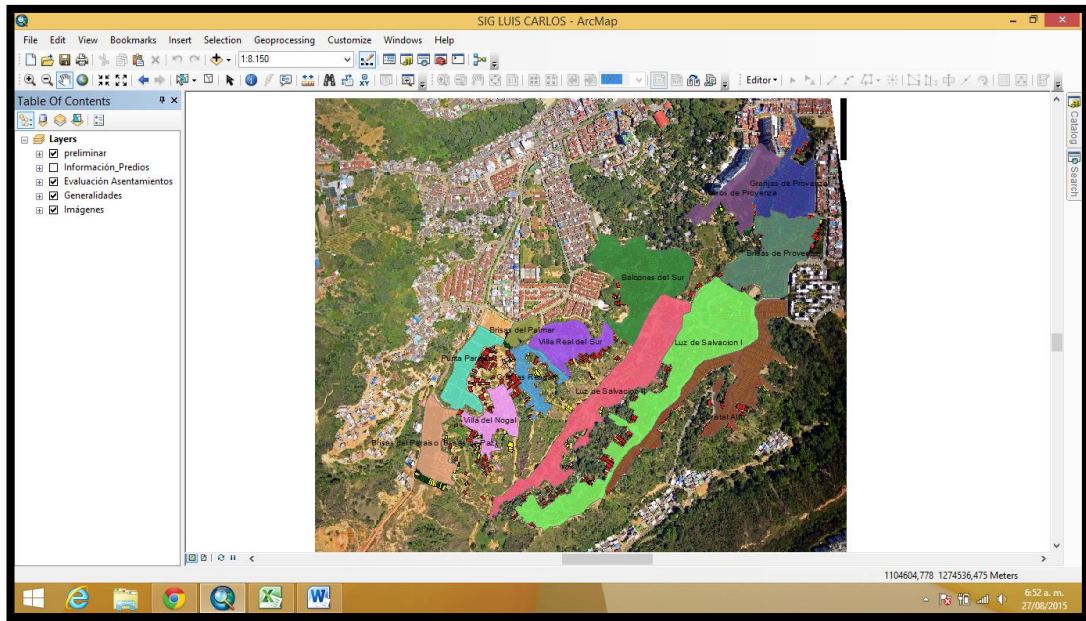 SIG LUIS CARLOS - ArcMap
File Edit View Bookmarks Insert Selection Geoprocessing Customize Windows Help
1:8.150
Editor
Table Of Contents
Layers
preliminar
Información_Predios
Evaluación Asentamientos
Generalidades
Imágenes
Catalog
Search
Granjas de Provenza
de Provenza
Brisas de Provenza
Balcones del Sur
Brisas del Palmar
Villa Real del Sur
Luz de Salvacion I
Punta
Luz de Salvacion II
Villa del Nogal
Brisas del Paraiso
1104604,778 1274536,475 Meters
6:52 a. m.
27/08/2015